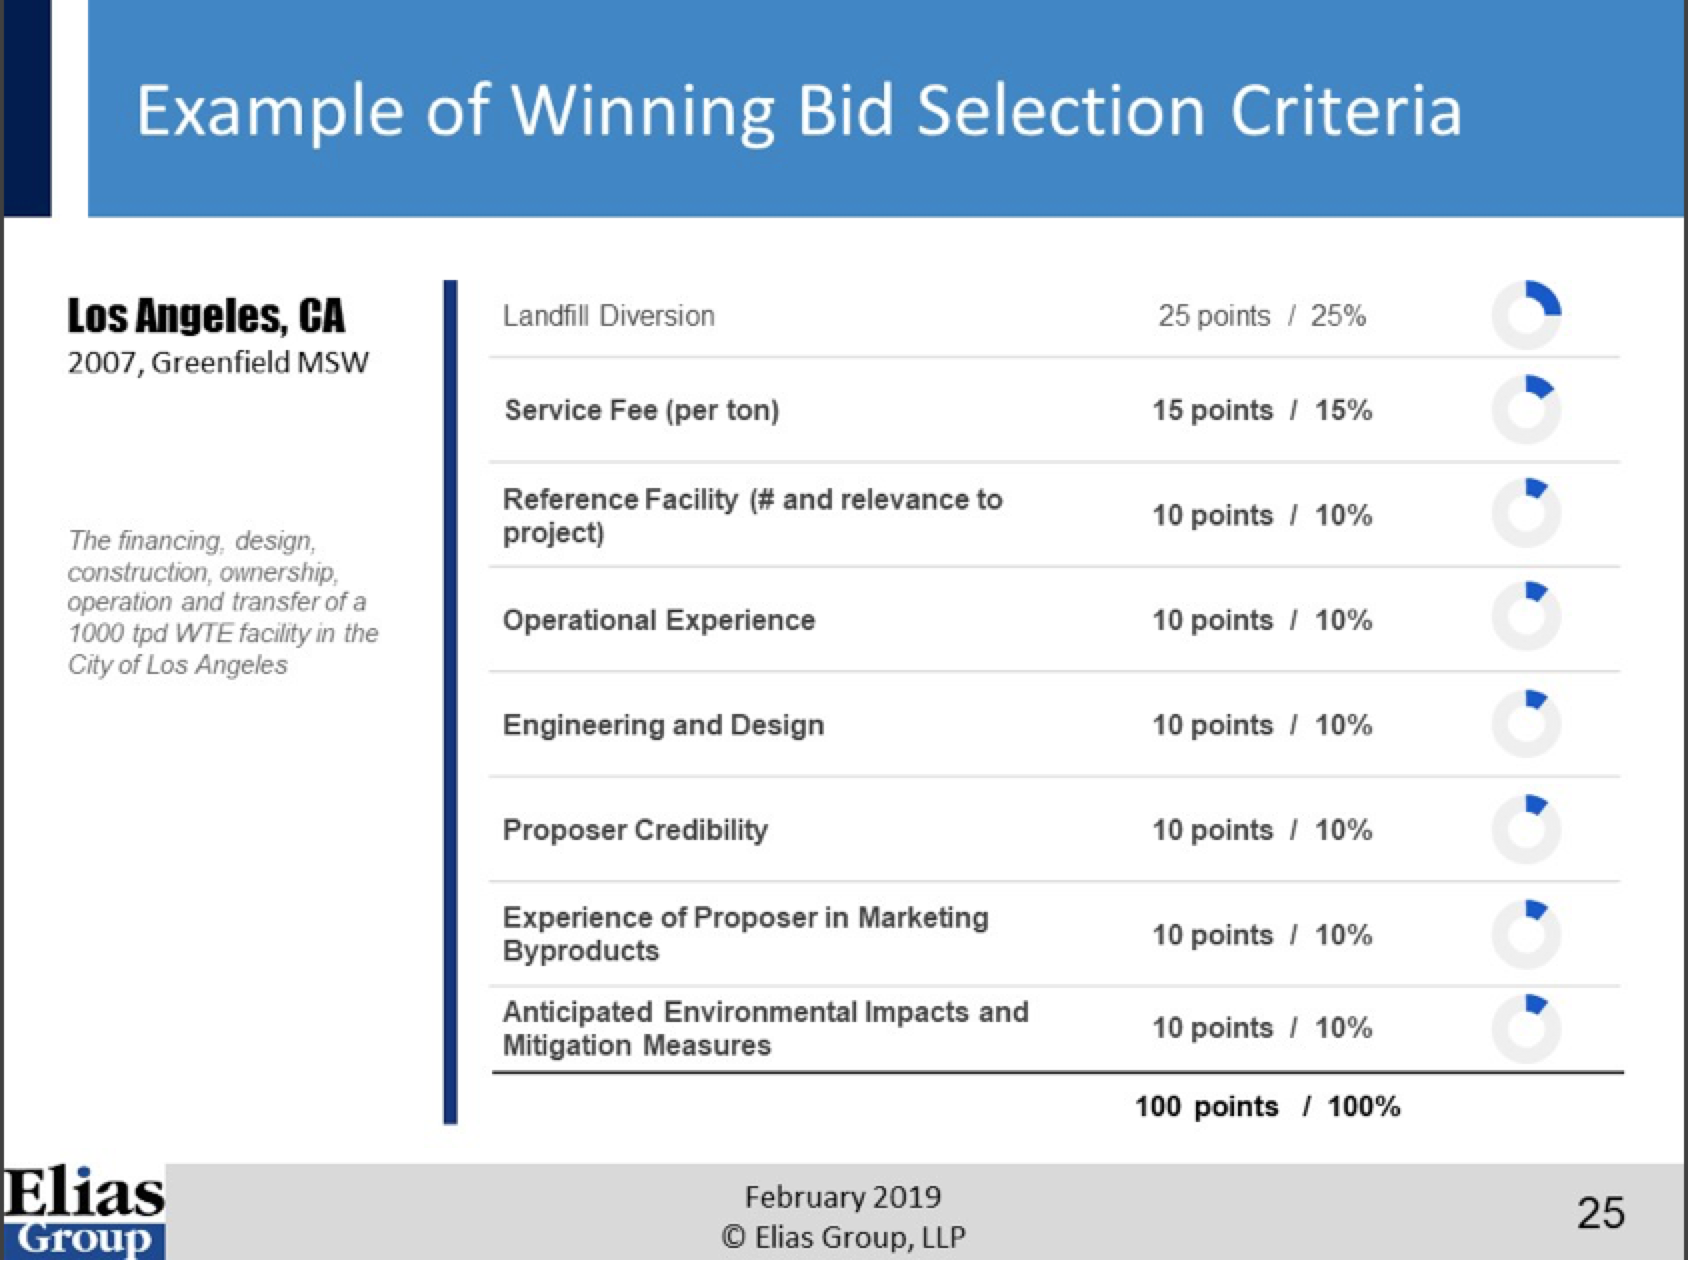 Example of Winning Bid Selection Criteria
Los Angeles, CA
2007, Greenfield MSW
The financing, design,
construction, ownership,
operation and transfer of a
1000 tpd WTE facility in the
City of Los Angeles
Landfill Diversion 25 points / 25%
Service Fee (per ton) 15 points / 15%
Reference Facility (# and relevance to
project) 10 points / 10%
Operational Experience 10 points / 10%
Engineering and Design 10 points / 10%
Proposer Credibility 10 points / 10%
Experience of Proposer in Marketing
Byproducts 10 points / 10%
Anticipated Environmental Impacts and
Mitigation Measures 10 points / 10%
100 points / 100%
Elias
Group
February 2019
© Elias Group, LLP
25